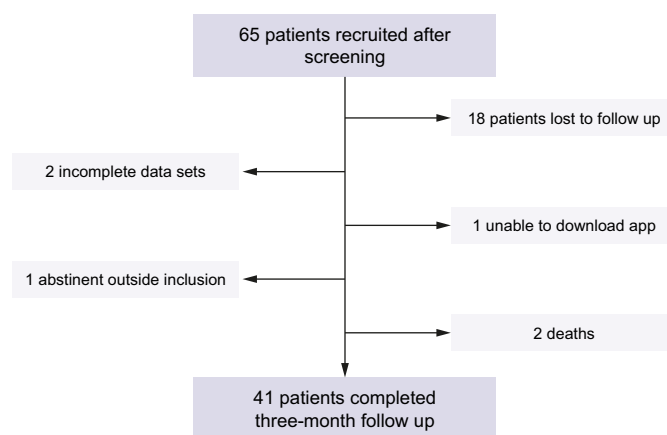 65 patients recruited after
screening
18 patients lost to follow up
2 incomplete data sets
1 unable to download app
1 abstinent outside inclusion
2 deaths
41 patients completed
three-month follow up